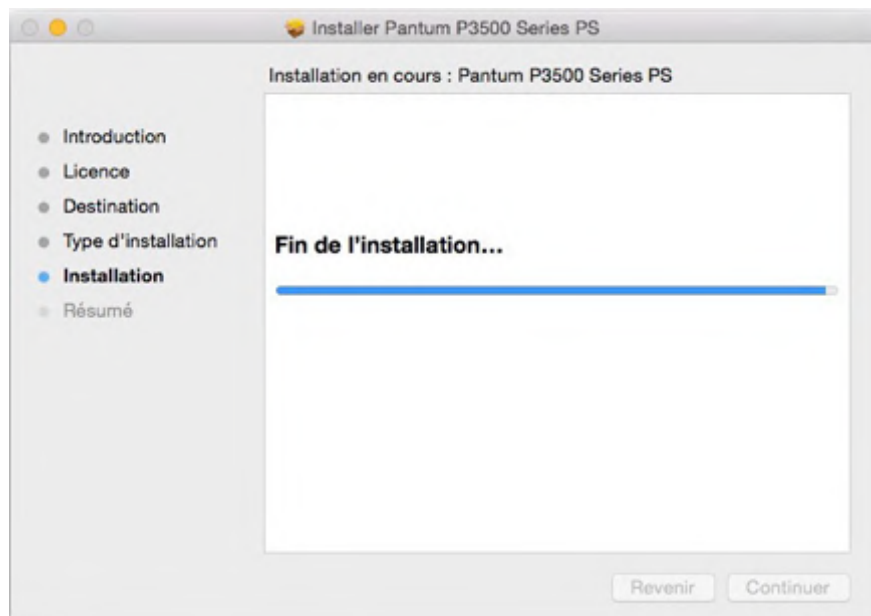 Installer Pantum P3500 Series PS
Installation en cours : Pantum P3500 Series PS
Introduction
Licence
Destination
Type d'installation
Installation
Résumé
Fin de l'installation...
Revenir
Continuer